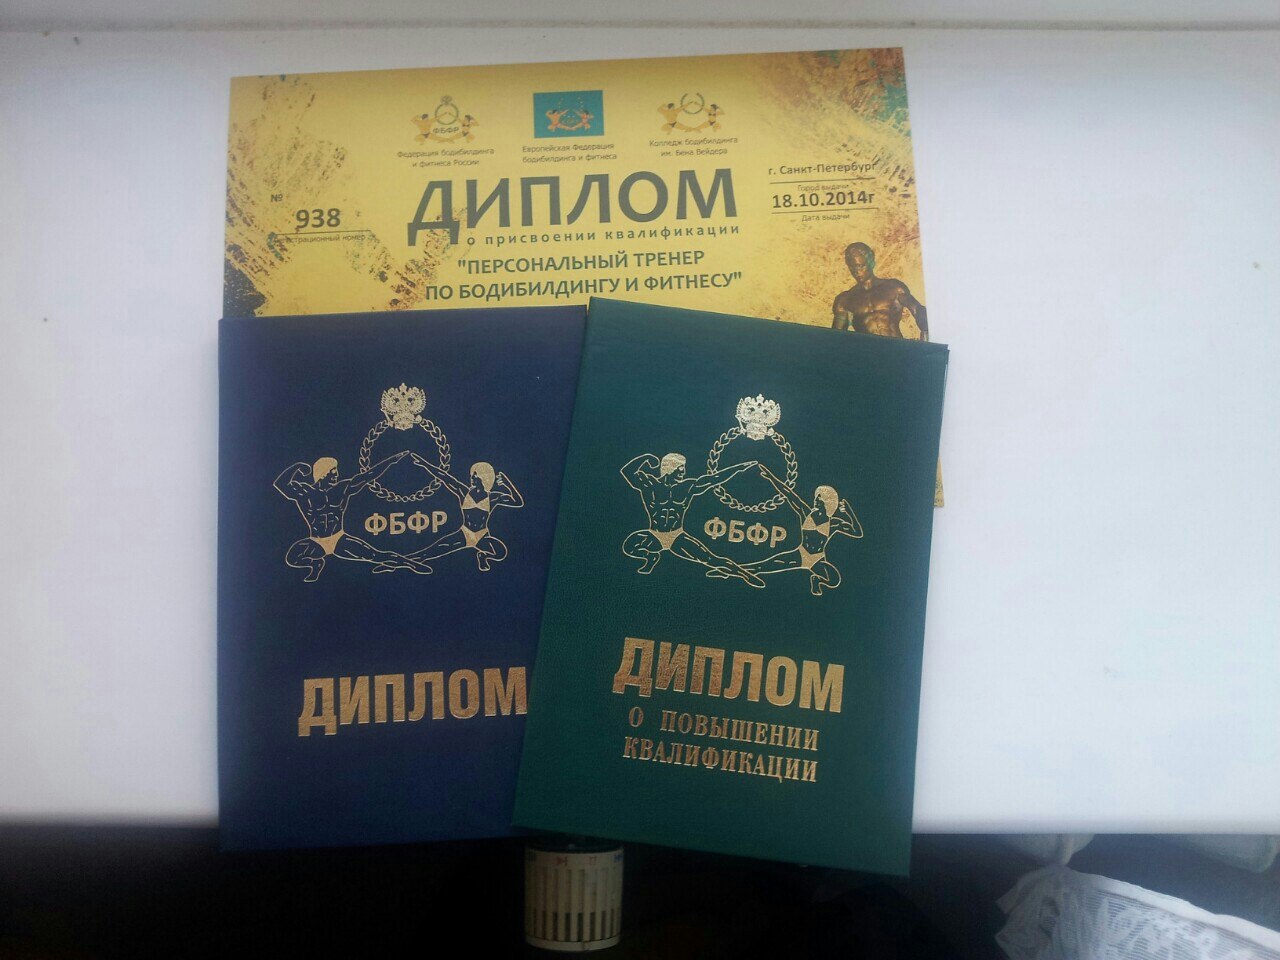 ФБФР
Федерация бодибилдинга
и фитнеса России
Европейская Федерация
бодибилдинга и фитнеса
Колледж бодибилдинга
им. Бена Вейдера
№
938
регистрационный номер
г. Санкт-Петербург
Город выдачи
18.10.2014г
Дата выдачи
ДИПЛОМ
о присвоении квалификации
"ПЕРСОНАЛЬНЫЙ ТРЕНЕР
ПО БОДИБИЛДИНГУ И ФИТНЕСУ"
ФБФР
ДИПЛОМ
ФБФР
ДИПЛОМ
О ПОВЫШЕНИИ
КВАЛИФИКАЦИИ